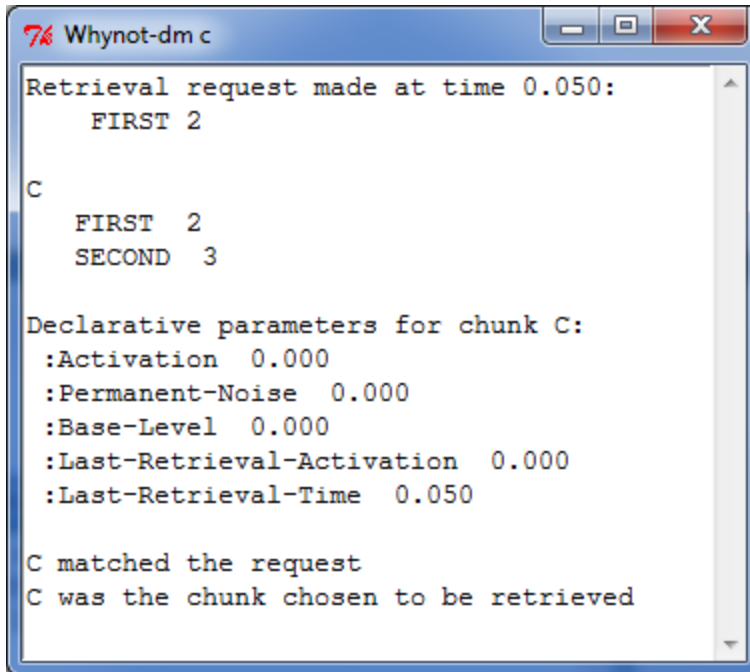 Whynot-dm c
Retrieval request made at time 0.050:
    FIRST 2

C
   FIRST  2
   SECOND  3

Declarative parameters for chunk C:
 :Activation  0.000
 :Permanent-Noise  0.000
 :Base-Level  0.000
 :Last-Retrieval-Activation  0.000
 :Last-Retrieval-Time  0.050

C matched the request
C was the chunk chosen to be retrieved